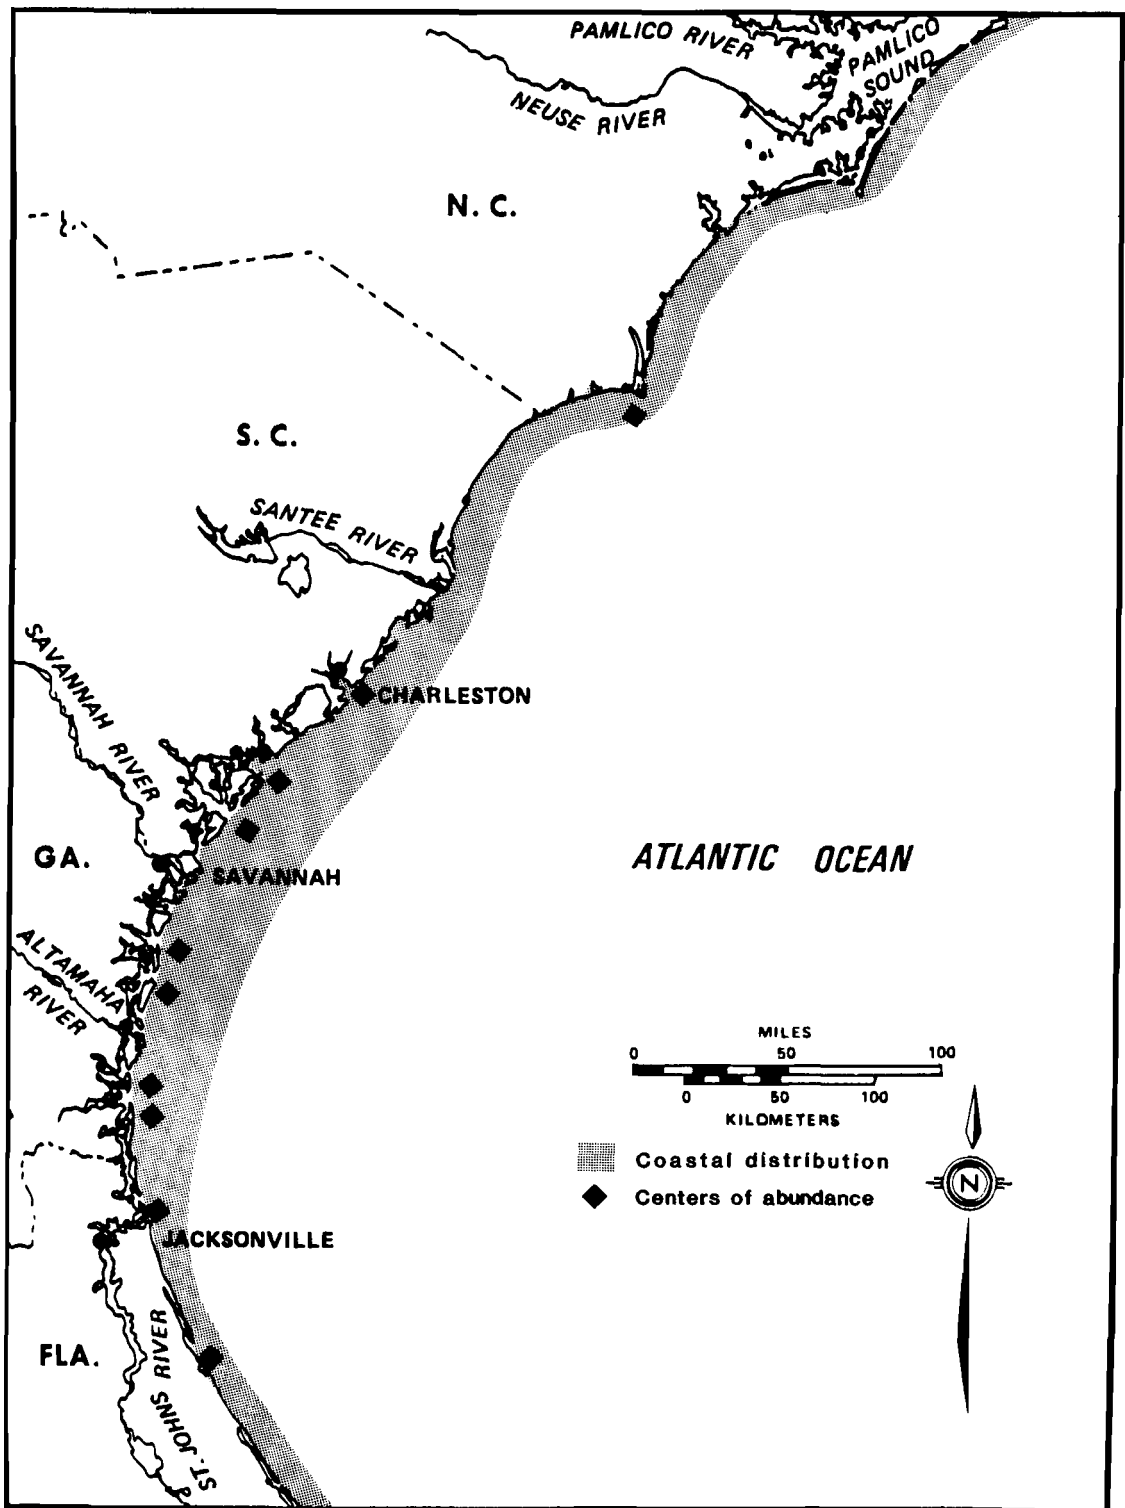 PAMLICO RIVER
PAMLICO
SOUND
NEUSE RIVER
N. C.
S. C.
SANTEE RIVER
SAVANNAH RIVER
CHARLESTON
GA.
SAVANNAH
ATLANTIC OCEAN
ALTAMAHA
RIVER
MILES
0 50 100
0 50 100
KILOMETERS
Coastal distribution
Centers of abundance
N
JACKSONVILLE
FLA.
ST. JOHNS RIVER